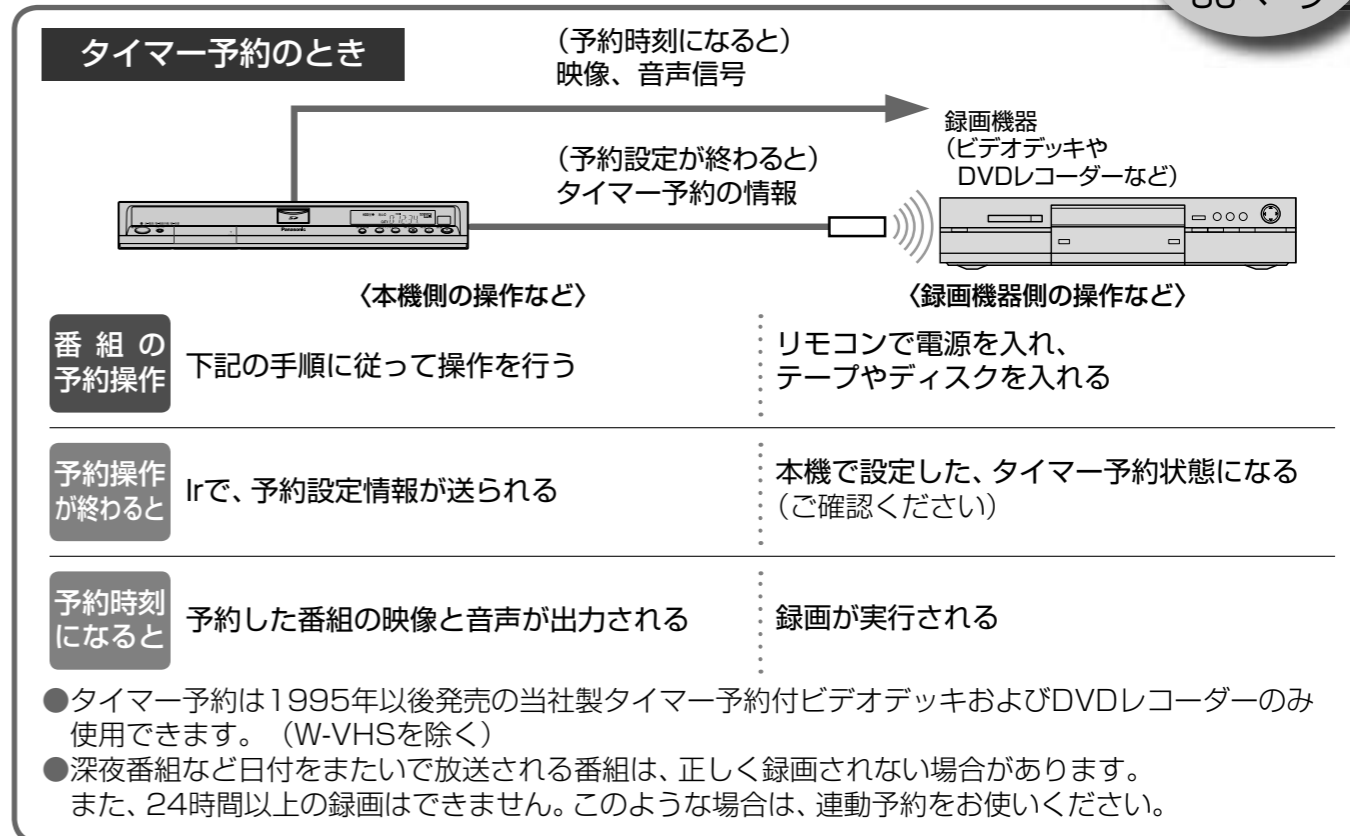 タイマー予約のとき
(予約時刻になると)
映像、音声信号
録画機器
(ビデオデッキや
DVDレコーダーなど)
(予約設定が終わると)
タイマー予約の情報
Panasonic
〈本機側の操作など〉
〈録画機器側の操作など〉
番組の
予約操作
下記の手順に従って操作を行う
リモコンで電源を入れ、
テープやディスクを入れる
予約操作
が終わると
Irで、予約設定情報が送られる
本機で設定した、タイマー予約状態になる
(ご確認ください)
予約時刻
になると
予約した番組の映像と音声が出力される
録画が実行される
●タイマー予約は1995年以後発売の当社製タイマー予約付ビデオデッキおよびDVDレコーダーのみ
使用できます。(W-VHSを除く)
●深夜番組など日付をまたいで放送される番組は、正しく録画されない場合があります。
また、24時間以上の録画はできません。このような場合は、連動予約をお使いください。